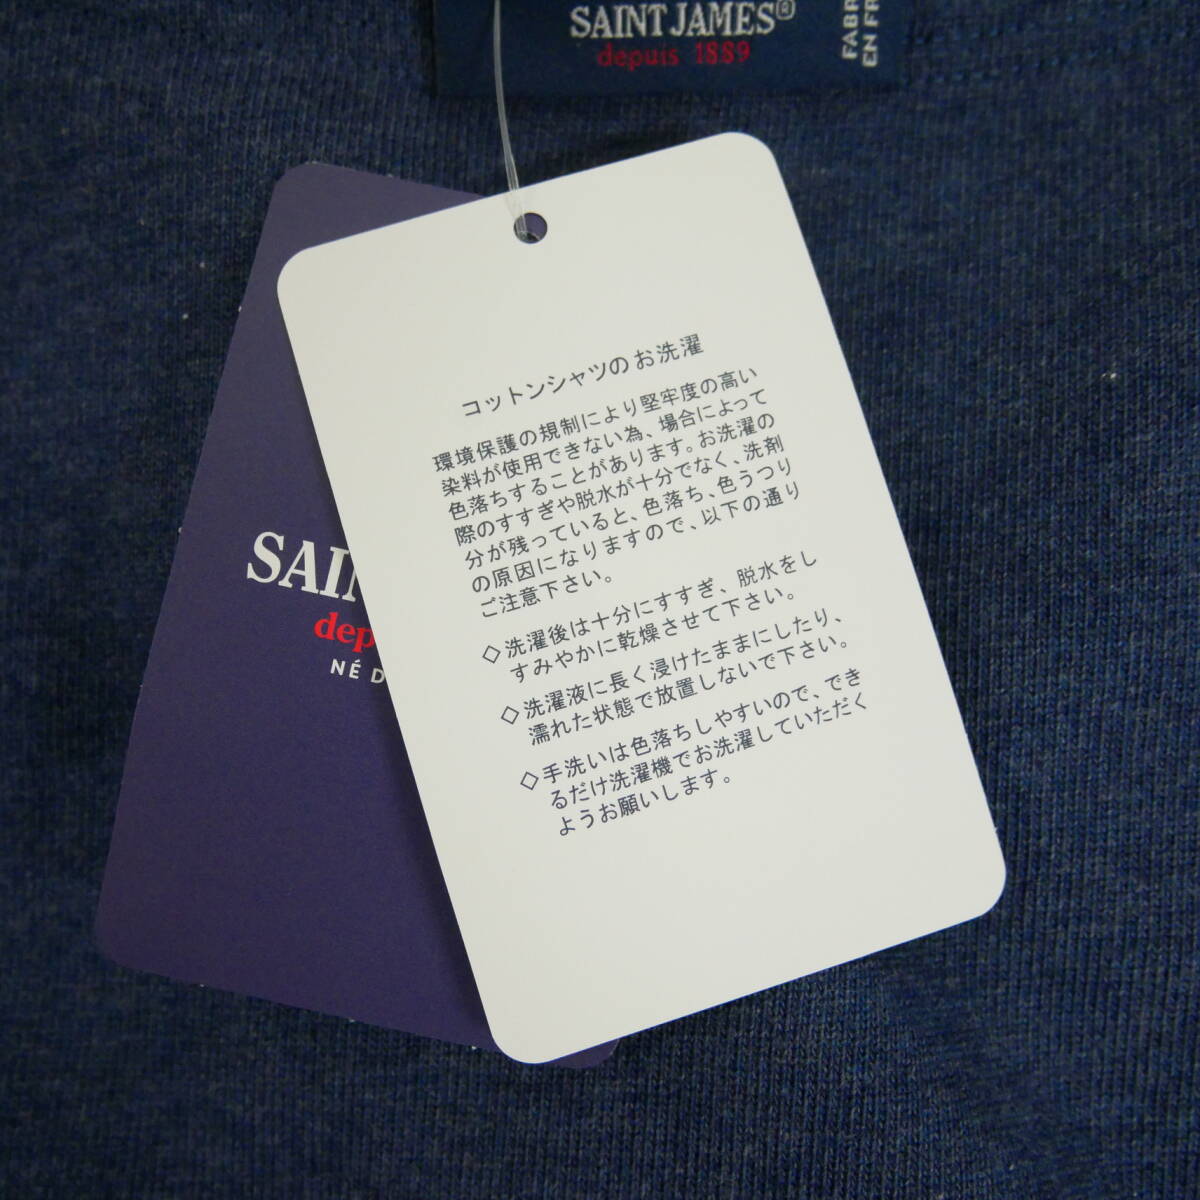 SAINT JAMES®
depuis 1889
FABR
EN FR
SAIN
dep
NÉ D
コットンシャツのお洗濯
環境保護の規制により堅牢度の高い
染料が使用できない為、場合によって
色落ちすることがあります。お洗濯の
際のすすぎや脱水が十分でなく、洗剤
分が残っていると、色落ち、色うつり
の原因になりますので、以下の通り
ご注意下さい。
◇洗濯後は十分にすすぎ、脱水をし
すみやかに乾燥させて下さい。
◇洗濯液に長く浸けたままにしたり、
濡れた状態で放置しないで下さい。
◇手洗いは色落ちしやすいので、でき
るだけ洗濯機でお洗濯していただく
ようお願いします。